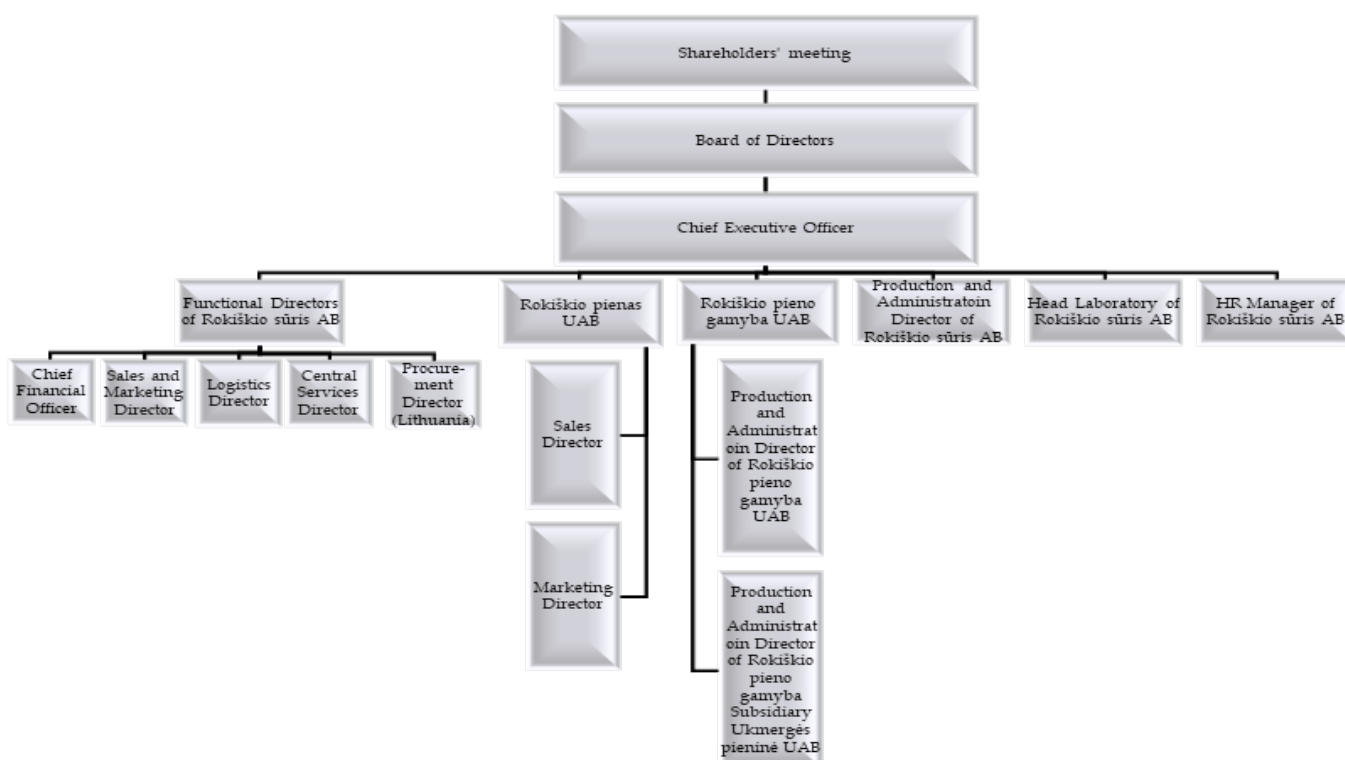 Shareholders' meeting
Board of Directors
Chief Executive Officer
Functional Directors
of Rokiškio sūris AB
Rokiškio pienas
UAB
Rokiškio pieno
gamyba UAB
Production and
Administratoin
Director of
Rokiškio sūris AB
Head Laboratory of
Rokiškio sūris AB
HR Manager of
Rokiškio sūris AB
Chief
Financial
Officer
Sales and
Marketing
Director
Logistics
Director
Central
Services
Director
Procure-
ment
Director
(Lithuania)
Sales
Director
Marketing
Director
Production
and
Administrat
oin Director
of Rokiškio
pieno
gamyba
UAB
Production
and
Administrat
oin Director
of Rokiškio
pieno
gamyba
Subsidiary
Ukmergės
pieninė UAB